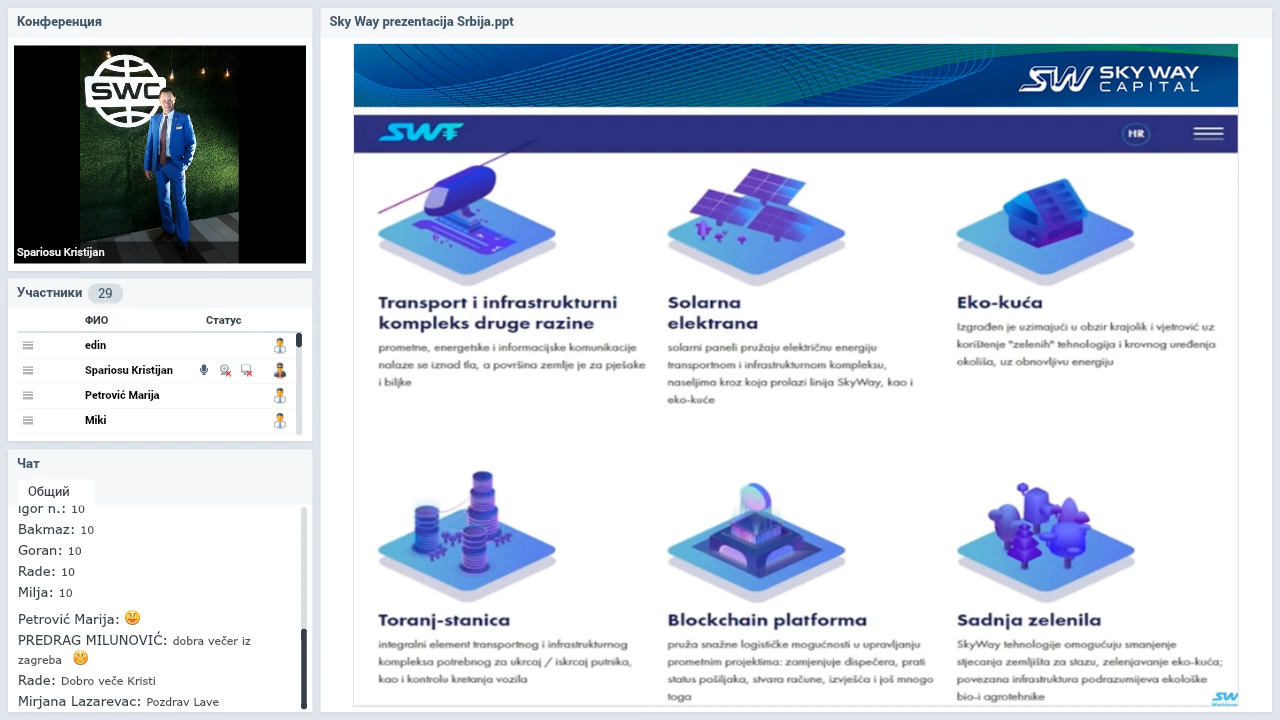 Конференция
SWC
Spariosu Kristijan
Участники 29
ФИО Статус
edin
Spariosu Kristijan
Petrović Marija
Miki
Чат
Общий
igor n.: 10
Bakmaz: 10
Goran: 10
Rade: 10
Milja: 10
Petrović Marija:
PREDRAG MILUNOVIĆ: dobra večer iz
zagreba
Rade: Dobro veče Kristi
Mirjana Lazarevac: Pozdrav Lave
Sky Way prezentacija Srbija.ppt
SW SKY WAY
CAPITAL
SWT HR
Transport i infrastrukturni
kompleks druge razine
prometne, energetske i informacijske komunikacije
nalaze se iznad tla, a površina zemlje je za pješake
i biljke
Solarna
elektrana
solarni paneli pružaju električnu energiju
transportnom i infrastrukturnom kompleksu,
naseljima kroz koja prolazi linija SkyWay, kao i
eko-kuće
Eko-kuća
Izgrađen je uzimajući u obzir krajolik i vjetrović uz
korištenje "zelenih" tehnologija i krovnog uređenja
okoliša, uz obnovljivu energiju
Toranj-stanica
integralni element transportnog i infrastrukturnog
kompleksa potrebnog za ukrcaj / iskrcaj putnika,
kao i kontrolu kretanja vozila
Blockchain platforma
pruža snažne logističke mogućnosti u upravljanju
prometnim projektima: zamjenjuje dispečera, prati
status pošiljaka, stvara račune, izvješća i još mnogo
toga
Sadnja zelenila
SkyWay tehnologije omogućuju smanjenje
stjecanja zemljišta za stazu, zelenjavanje eko-kuća;
povezana infrastruktura podrazumijeva ekološke
bio-i agrotehnike
SW